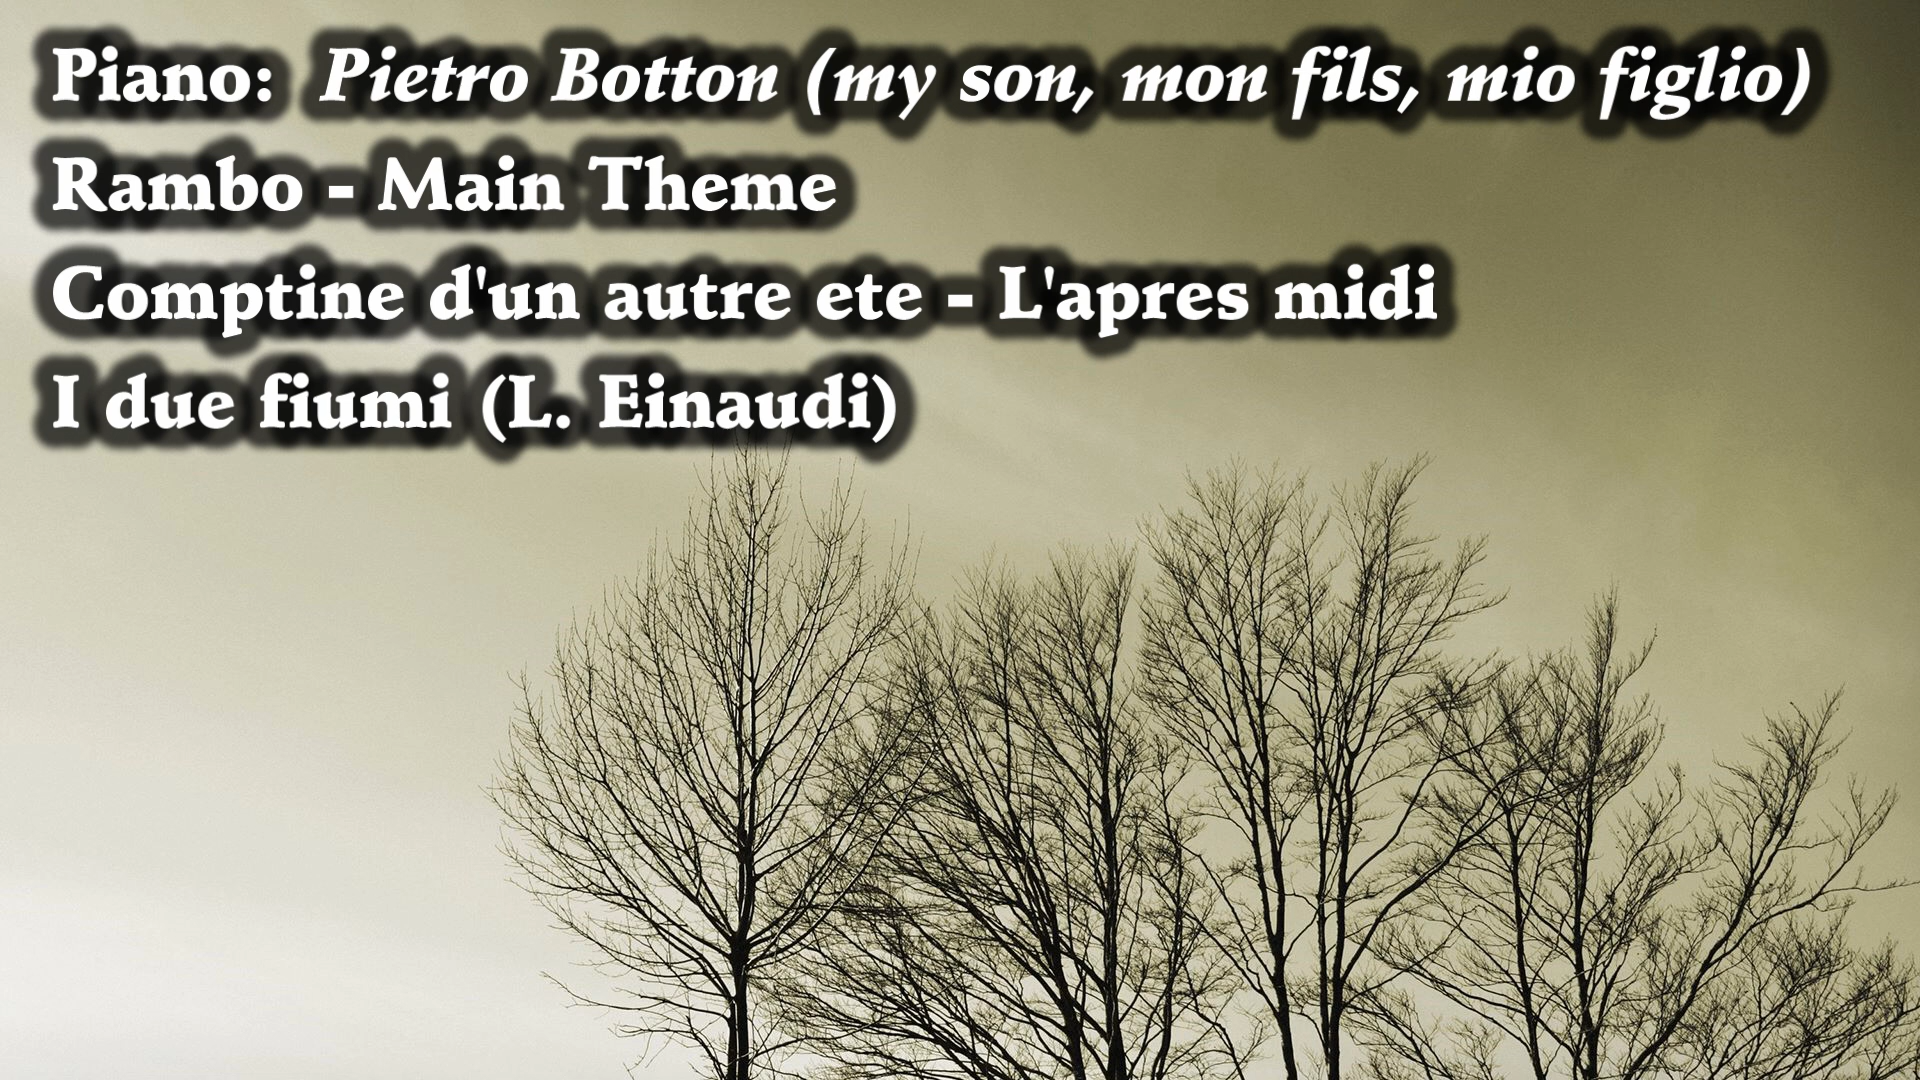 Piano: Pietro Botton (my son, mon fils, mio figlio)
Rambo - Main Theme
Comptine d'un autre ete - L'apres midi
I due fiumi (L. Einaudi)